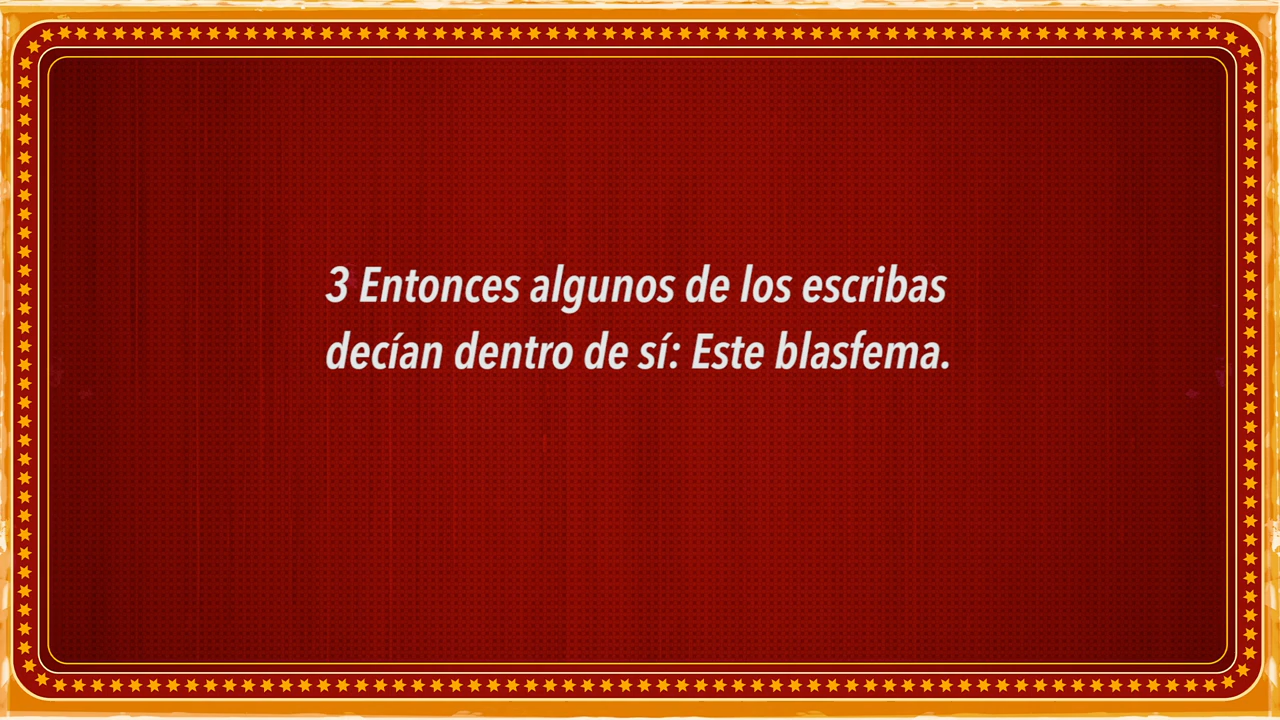 3 Entonces algunos de los escribas
decían dentro de sí: Este blasfema.